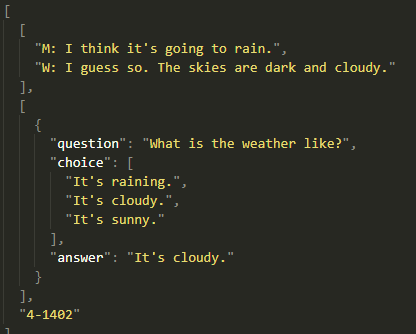 [
[
"M: I think it's going to rain.",
"W: I guess so. The skies are dark and cloudy."
],
[
{
"question": "What is the weather like?",
"choice": [
"It's raining.",
"It's cloudy.",
"It's sunny."
],
"answer": "It's cloudy."
}
],
"4-1402"
]